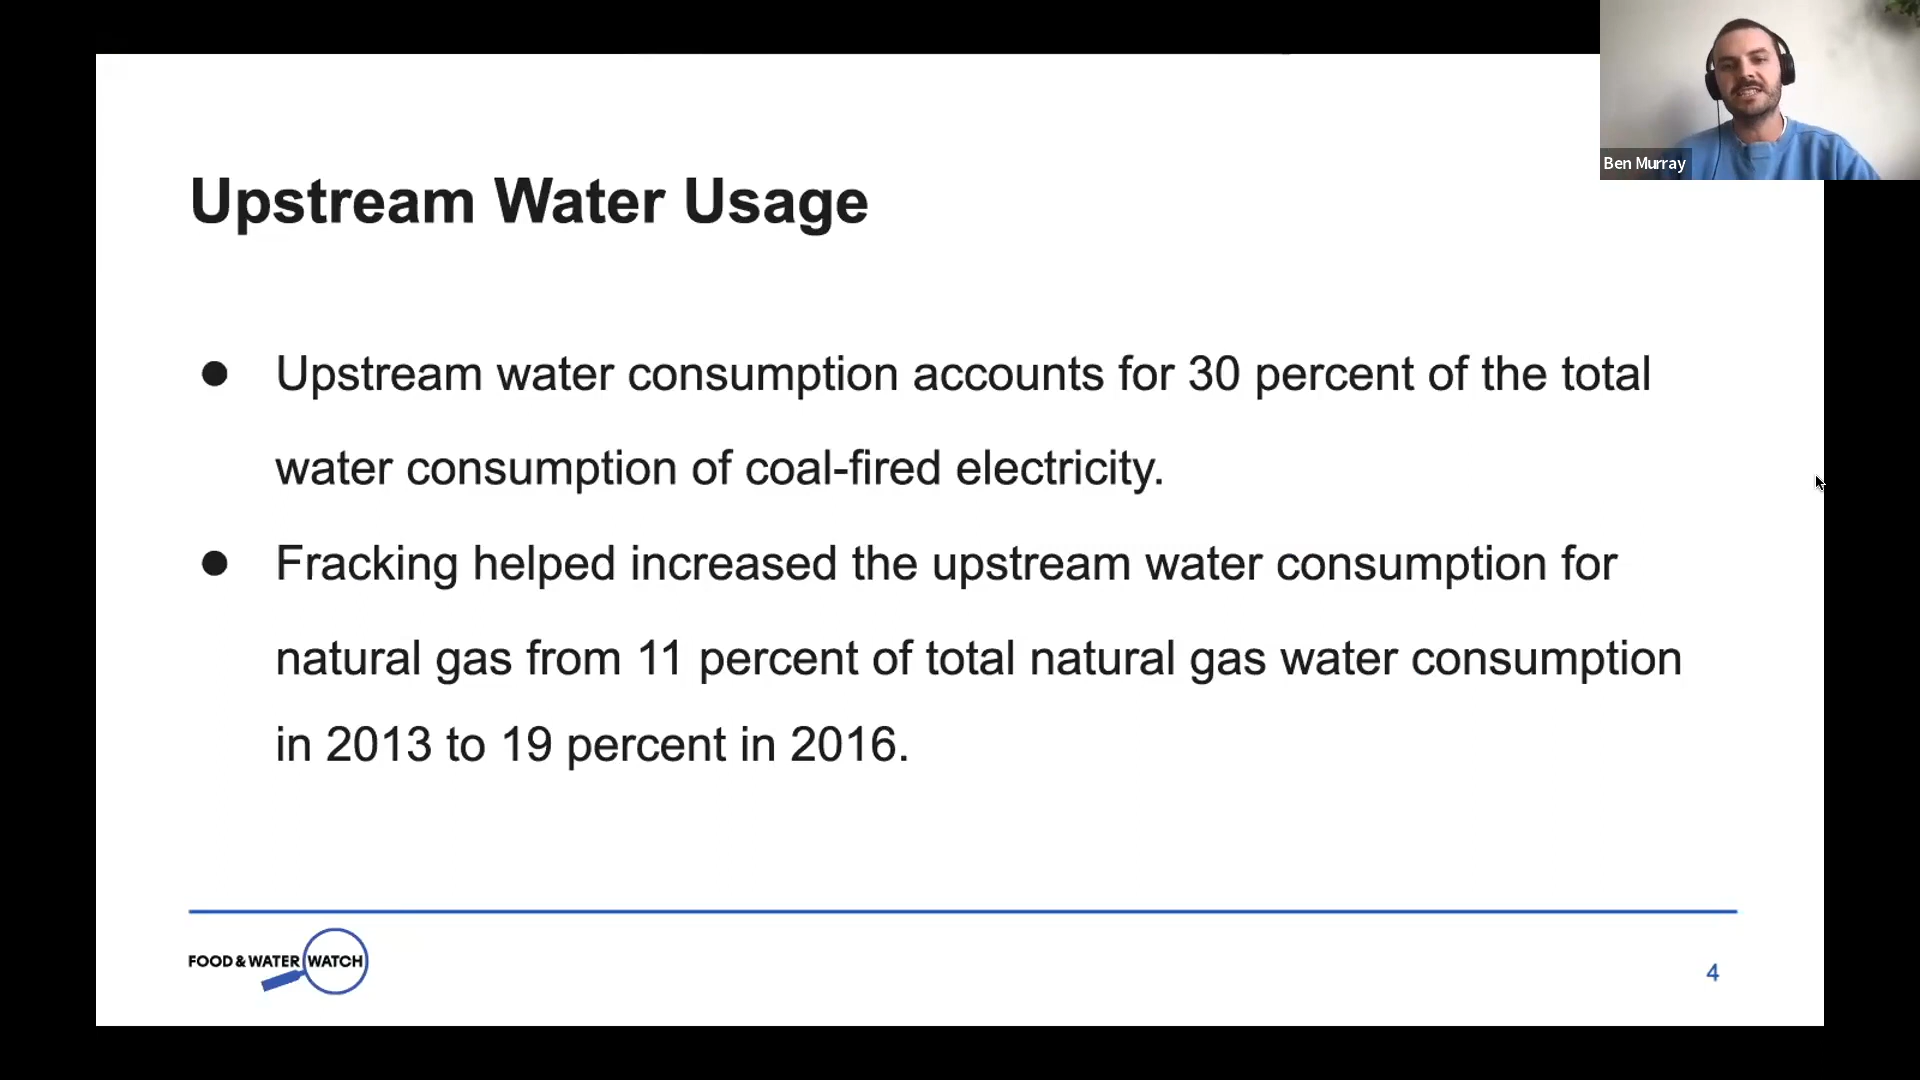 Ben Murray
Upstream Water Usage
● Upstream water consumption accounts for 30 percent of the total
water consumption of coal-fired electricity.
● Fracking helped increased the upstream water consumption for
natural gas from 11 percent of total natural gas water consumption
in 2013 to 19 percent in 2016.
FOOD & WATER WATCH
4